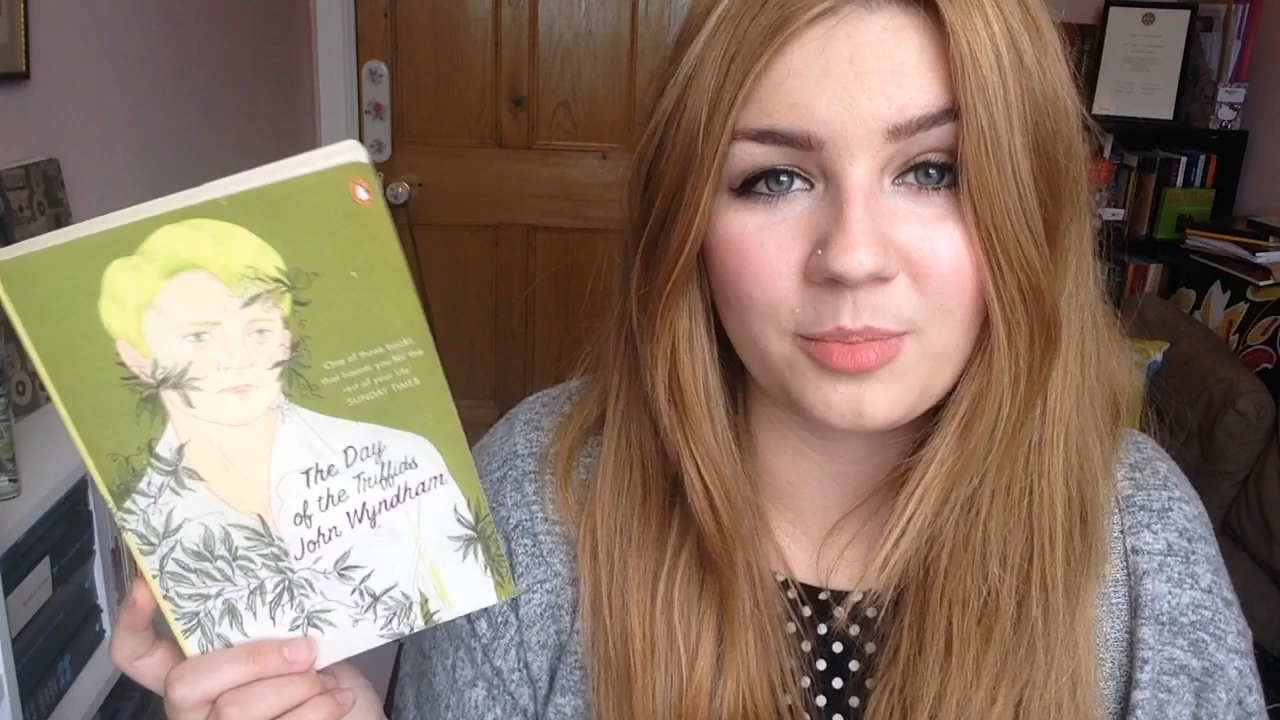 'One of those books
that haunts you for the
rest of your life'
SUNDAY TIMES
The Day
of the Triffids
John Wyndham